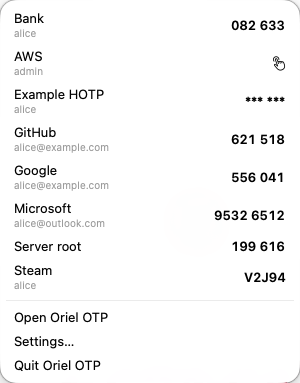 Bank
alice
082 633
AWS
admin
Example HOTP
alice
*** ***
GitHub
alice@example.com
621 518
Google
alice@example.com
556 041
Microsoft
alice@outlook.com
9532 6512
Server root
199 616
Steam
alice
V2J94
Open Oriel OTP
Settings...
Quit Oriel OTP